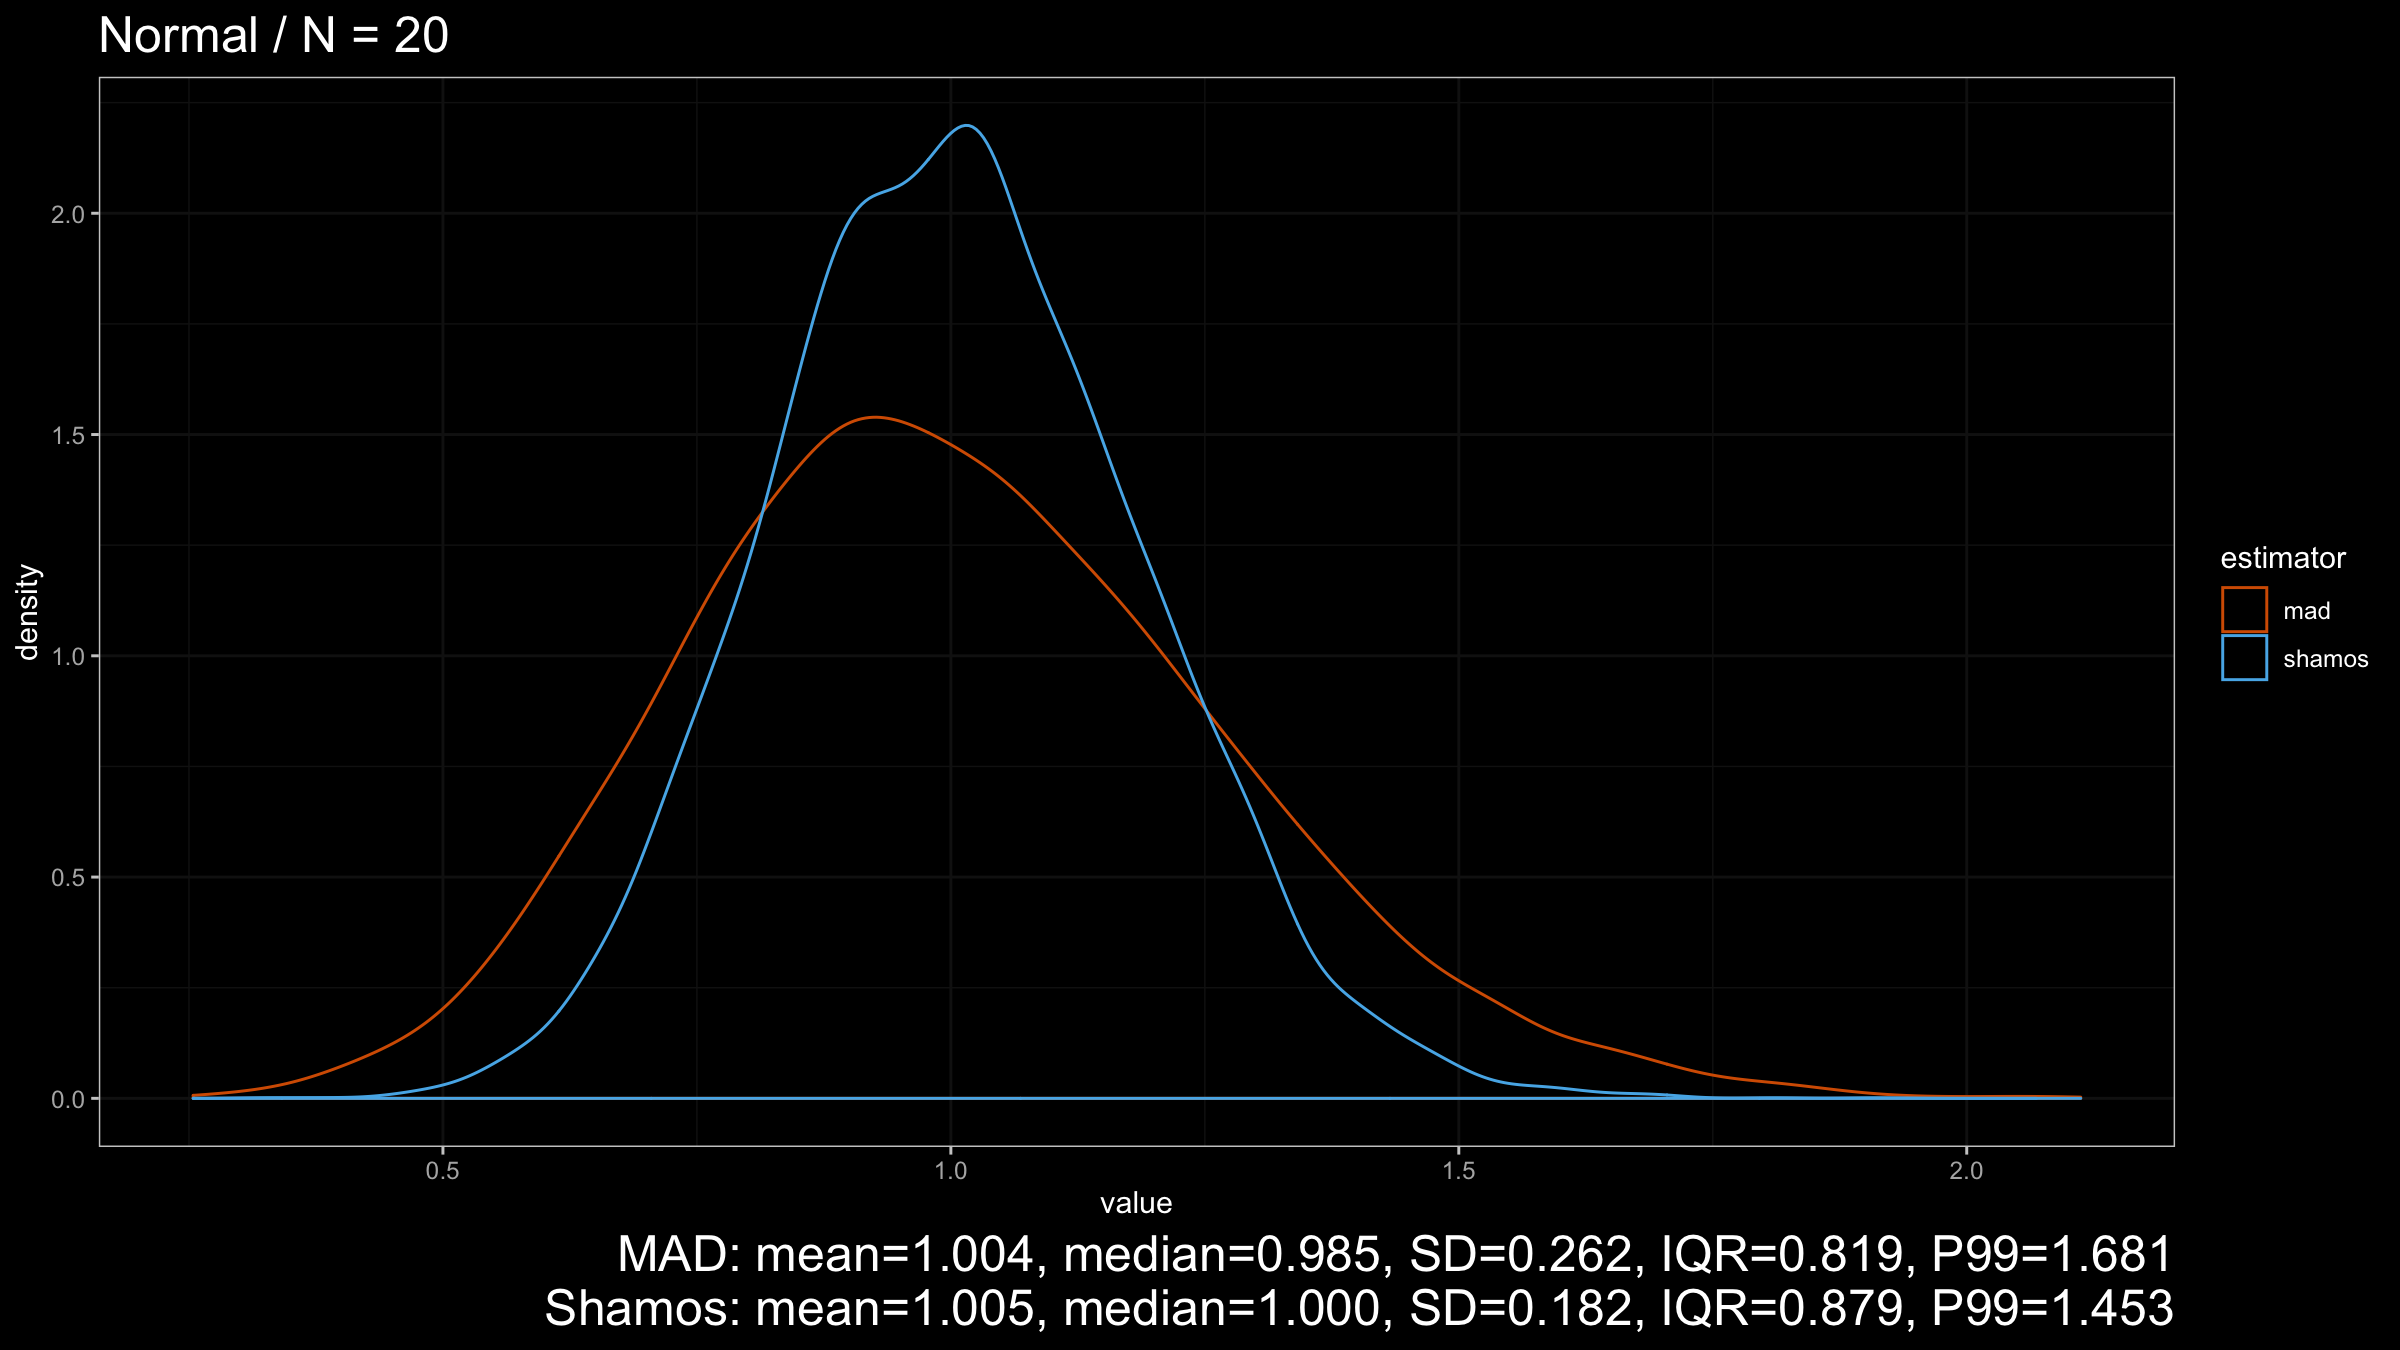 Normal / N = 20
density
2.0
1.5
1.0
0.5
0.0
0.5 1.0 1.5 2.0
value
estimator
mad
shamos
MAD: mean=1.004, median=0.985, SD=0.262, IQR=0.819, P99=1.681
Shamos: mean=1.005, median=1.000, SD=0.182, IQR=0.879, P99=1.453